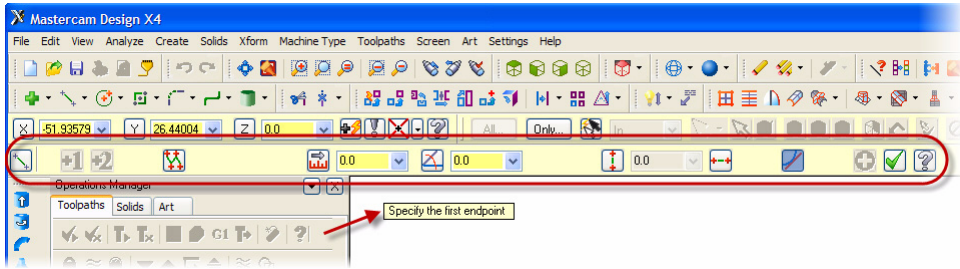 Mastercam Design X4
File Edit View Analyze Create Solids Xform Machine Type Toolpaths Screen Art Settings Help
X -51.93579 Y 26.44004 Z 0.0 All... Only... In
+1 +2 0.0 0.0 0.0
Operations Manager
Toolpaths Solids Art
Specify the first endpoint
G1